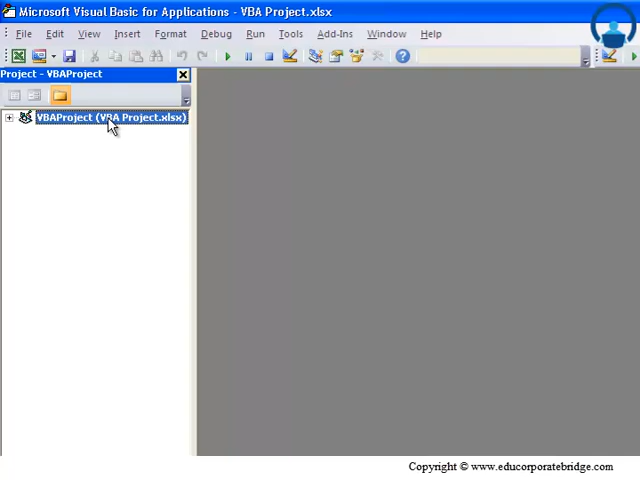 Microsoft Visual Basic for Applications - VBA Project.xlsx
File Edit View Insert Format Debug Run Tools Add-Ins Window Help
Project - VBAProject
VBAProject (VBA Project.xlsx)
Copyright © www.educorporatebridge.com/